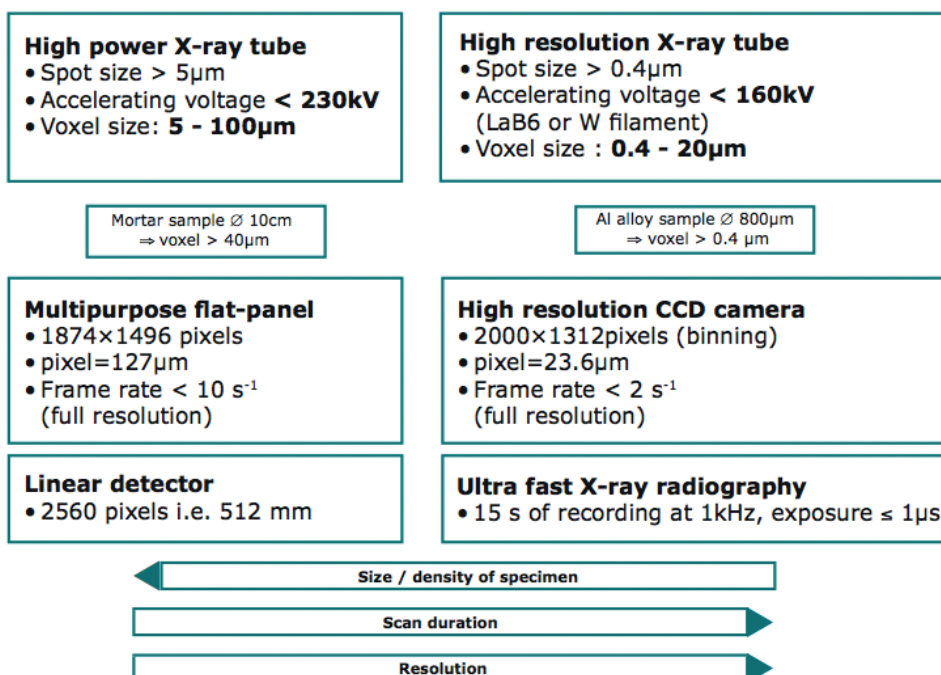 High power X-ray tube
• Spot size > 5µm
• Accelerating voltage < 230kV
• Voxel size: 5 - 100µm
High resolution X-ray tube
• Spot size > 0.4µm
• Accelerating voltage < 160kV
(LaB6 or W filament)
• Voxel size : 0.4 - 20µm
Mortar sample ∅ 10cm
⇒ voxel > 40µm
Al alloy sample ∅ 800µm
⇒ voxel > 0.4 µm
Multipurpose flat-panel
• 1874×1496 pixels
• pixel=127µm
• Frame rate < 10 s⁻¹
(full resolution)
High resolution CCD camera
• 2000×1312pixels (binning)
• pixel=23.6µm
• Frame rate < 2 s⁻¹
(full resolution)
Linear detector
• 2560 pixels i.e. 512 mm
Ultra fast X-ray radiography
• 15 s of recording at 1kHz, exposure ≤ 1µs
Size / density of specimen
Scan duration
Resolution